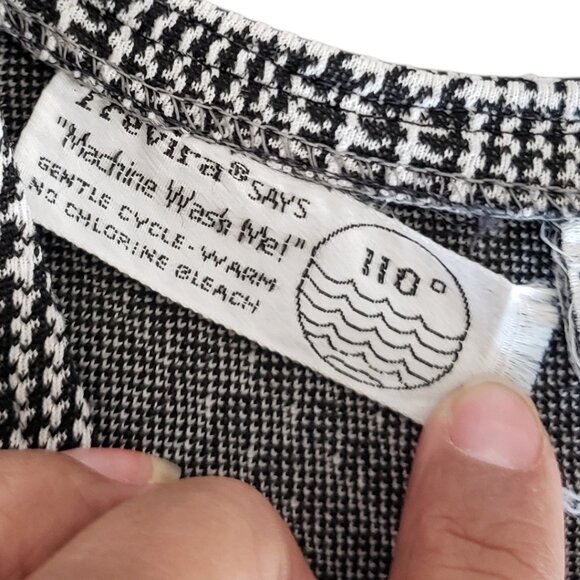 Trevira® SAYS
"Machine Wash Me!"
GENTLE CYCLE-WARM
NO CHLORINE BLEACH
110°